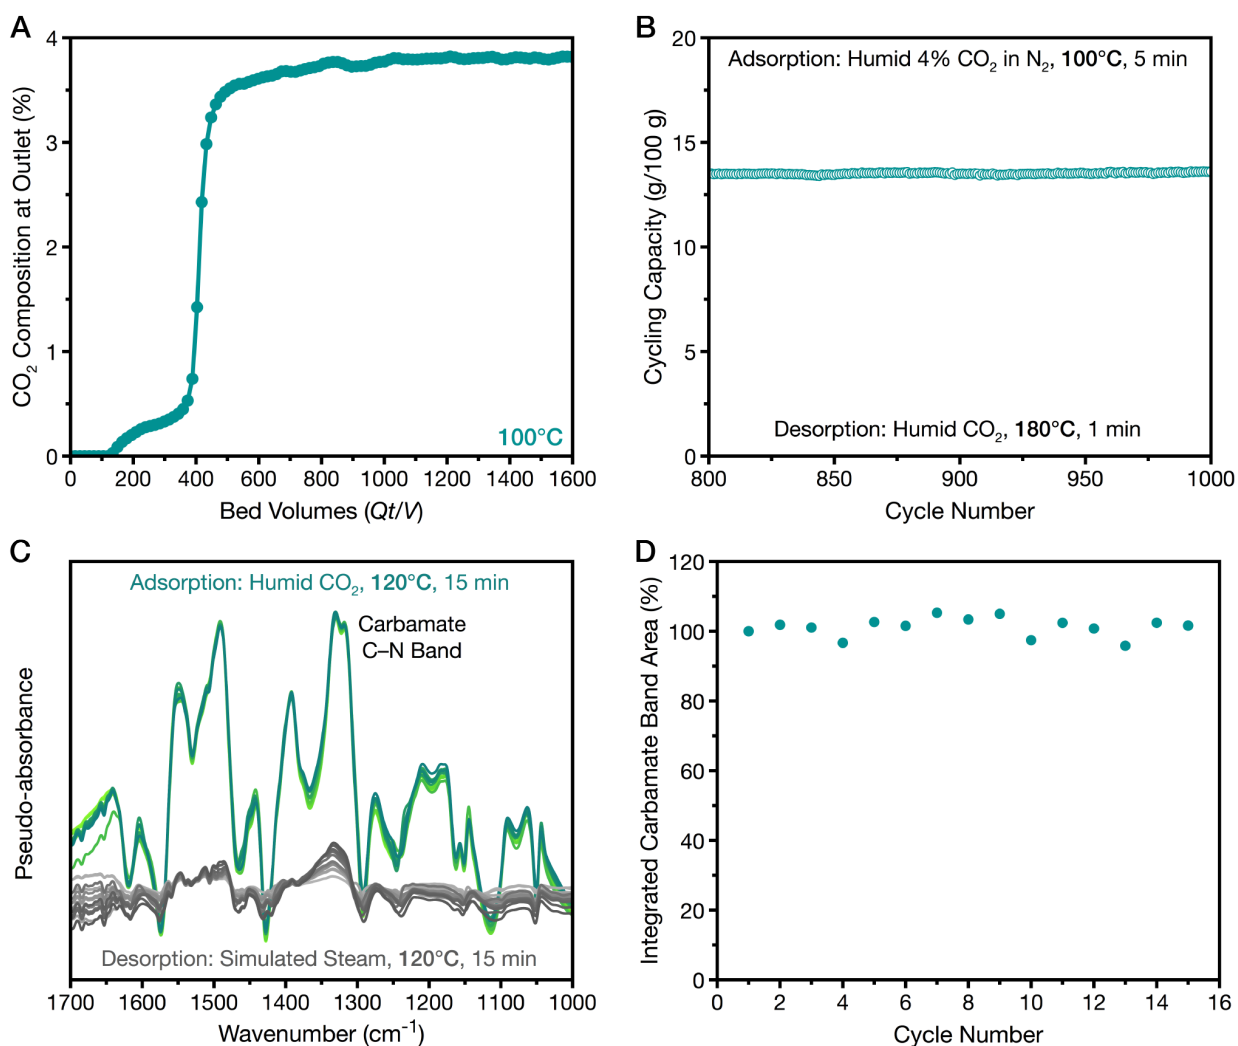 A
CO₂ Composition at Outlet (%)
4
3
2
1
0
100°C
0 200 400 600 800 1000 1200 1400 1600
Bed Volumes (Qt/V)
B
Cycling Capacity (g/100 g)
20
15
10
5
0
Adsorption: Humid 4% CO₂ in N₂, 100°C, 5 min
Desorption: Humid CO₂, 180°C, 1 min
800 850 900 950 1000
Cycle Number
C
Pseudo-absorbance
Adsorption: Humid CO₂, 120°C, 15 min
Carbamate
C–N Band
Desorption: Simulated Steam, 120°C, 15 min
1700 1600 1500 1400 1300 1200 1100 1000
Wavenumber (cm⁻¹)
D
Integrated Carbamate Band Area (%)
120
100
80
60
40
20
0
0 2 4 6 8 10 12 14 16
Cycle Number